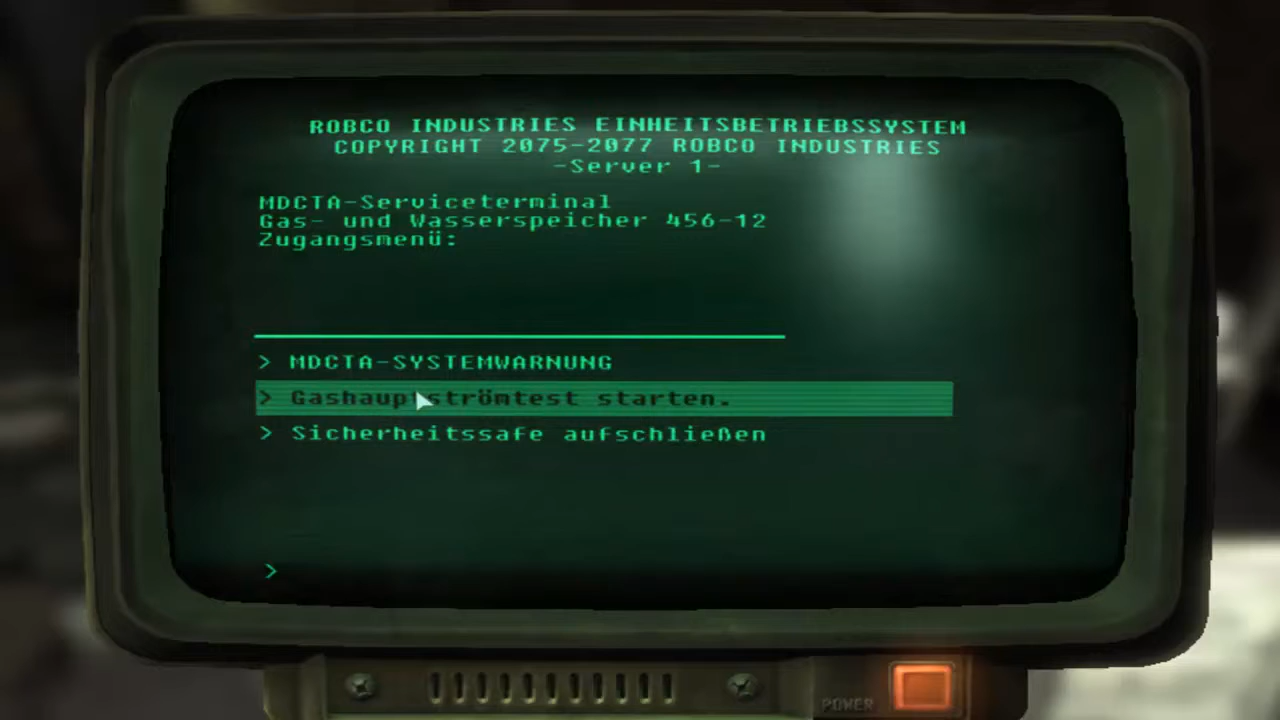 ROBCO INDUSTRIES EINHEITSBETRIEBSSYSTEM
COPYRIGHT 2075-2077 ROBCO INDUSTRIES
-Server 1-
MDCTA-Serviceterminal
Gas- und Wasserspeicher 456-12
Zugangsmenü:
> MDCTA-SYSTEMWARNUNG
> Gashauptströmtest starten.
> Sicherheitssafe aufschließen
>
POWER